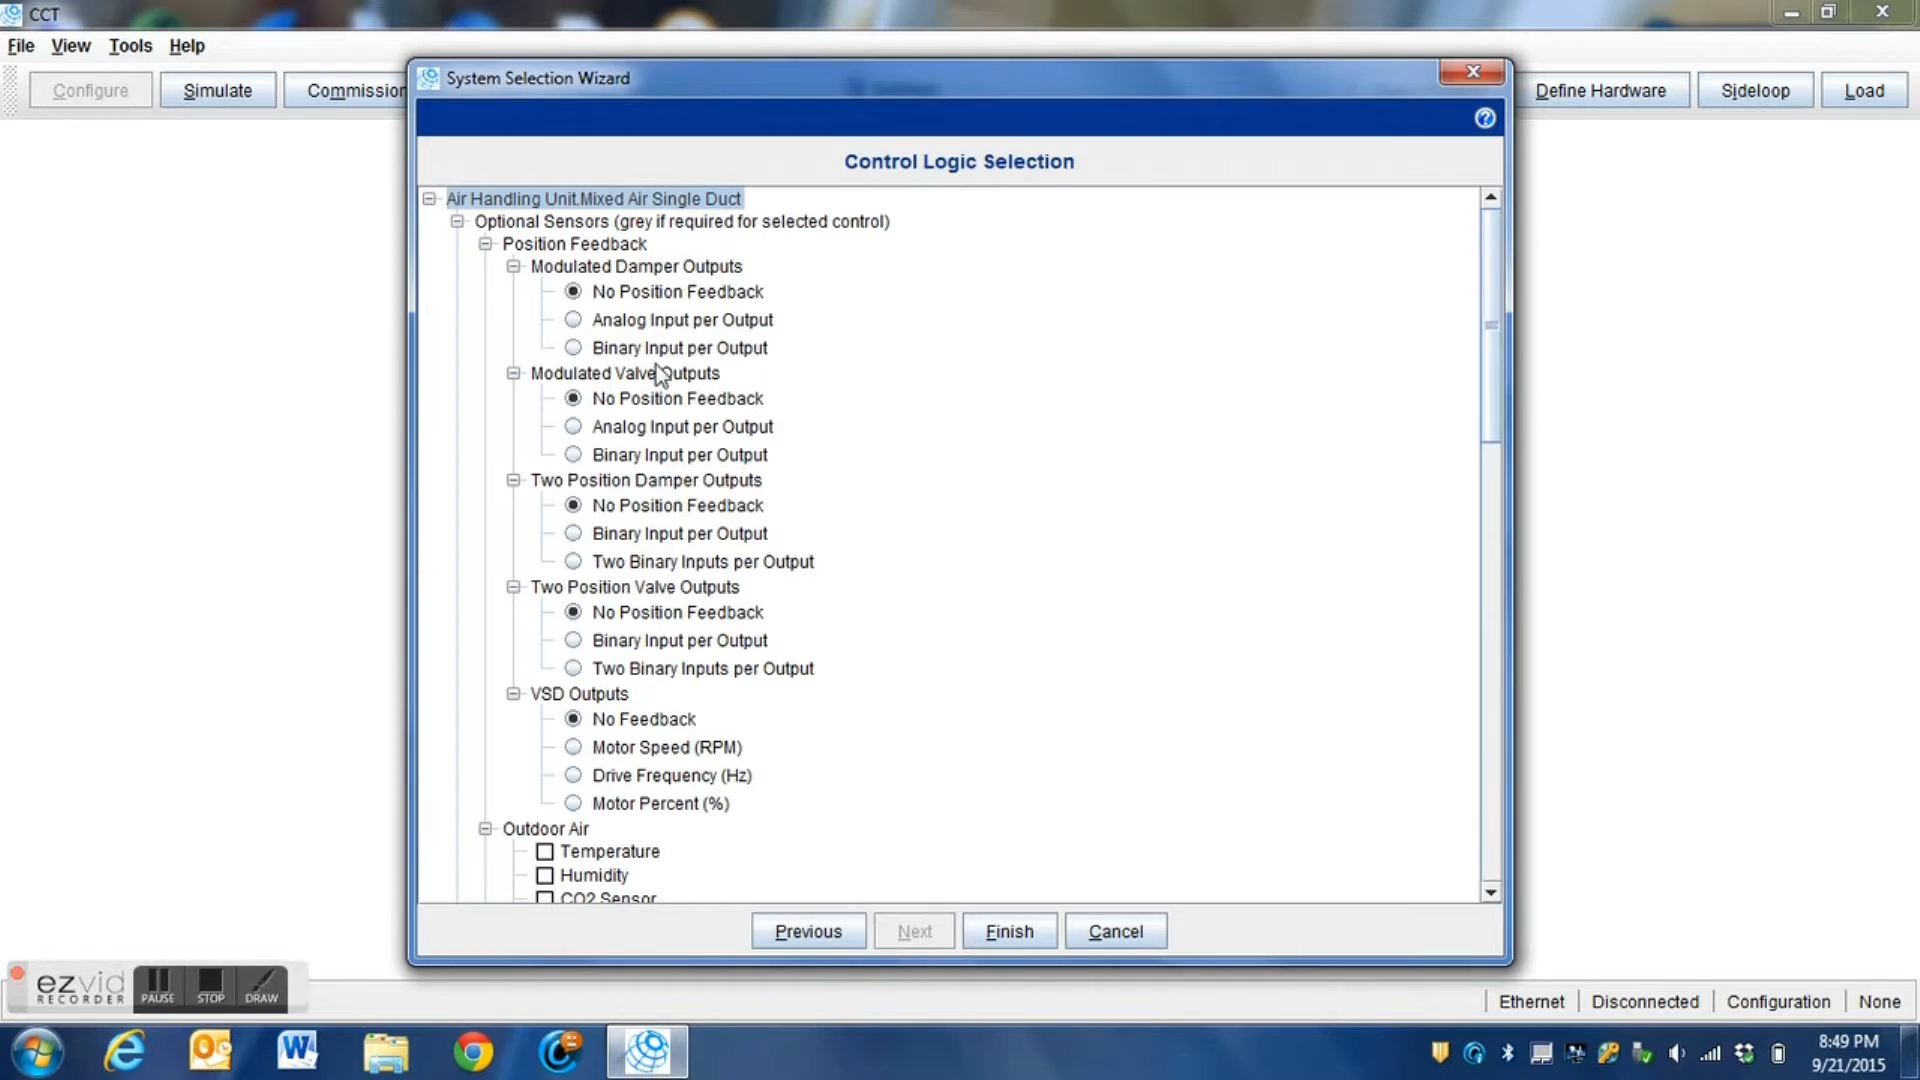 CCT
File View Tools Help
Configure Simulate Commission Define Hardware Sideloop Load
System Selection Wizard
Control Logic Selection
Air Handling Unit.Mixed Air Single Duct
Optional Sensors (grey if required for selected control)
Position Feedback
Modulated Damper Outputs
No Position Feedback
Analog Input per Output
Binary Input per Output
Modulated Valve Outputs
No Position Feedback
Analog Input per Output
Binary Input per Output
Two Position Damper Outputs
No Position Feedback
Binary Input per Output
Two Binary Inputs per Output
Two Position Valve Outputs
No Position Feedback
Binary Input per Output
Two Binary Inputs per Output
VSD Outputs
No Feedback
Motor Speed (RPM)
Drive Frequency (Hz)
Motor Percent (%)
Outdoor Air
Temperature
Humidity
CO2 Sensor
Previous Next Finish Cancel
ezvid
RECORDER PAUSE STOP DRAW
Ethernet Disconnected Configuration None
8:49 PM
9/21/2015